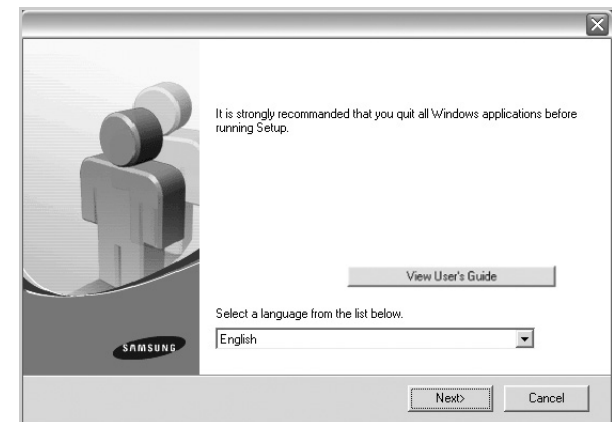 It is strongly recommanded that you quit all Windows applications before
running Setup.
View User's Guide
Select a language from the list below.
English
SAMSUNG
Next>
Cancel